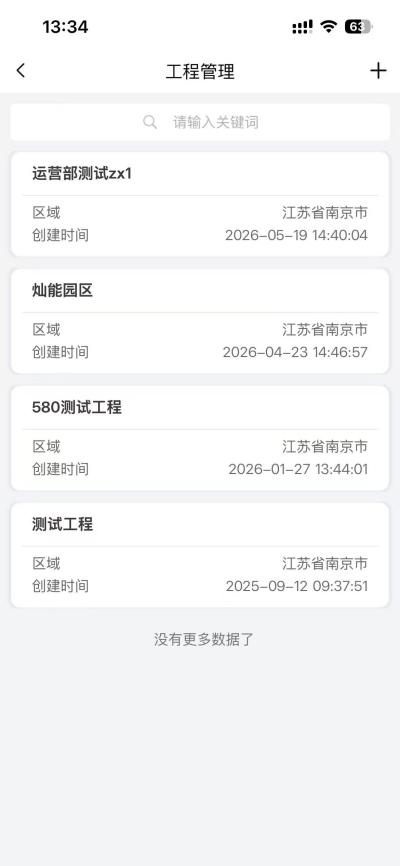 13:34
63
工程管理
请输入关键词
运营部测试zx1
区域 江苏省南京市
创建时间 2026-05-19 14:40:04
灿能园区
区域 江苏省南京市
创建时间 2026-04-23 14:46:57
580测试工程
区域 江苏省南京市
创建时间 2026-01-27 13:44:01
测试工程
区域 江苏省南京市
创建时间 2025-09-12 09:37:51
没有更多数据了